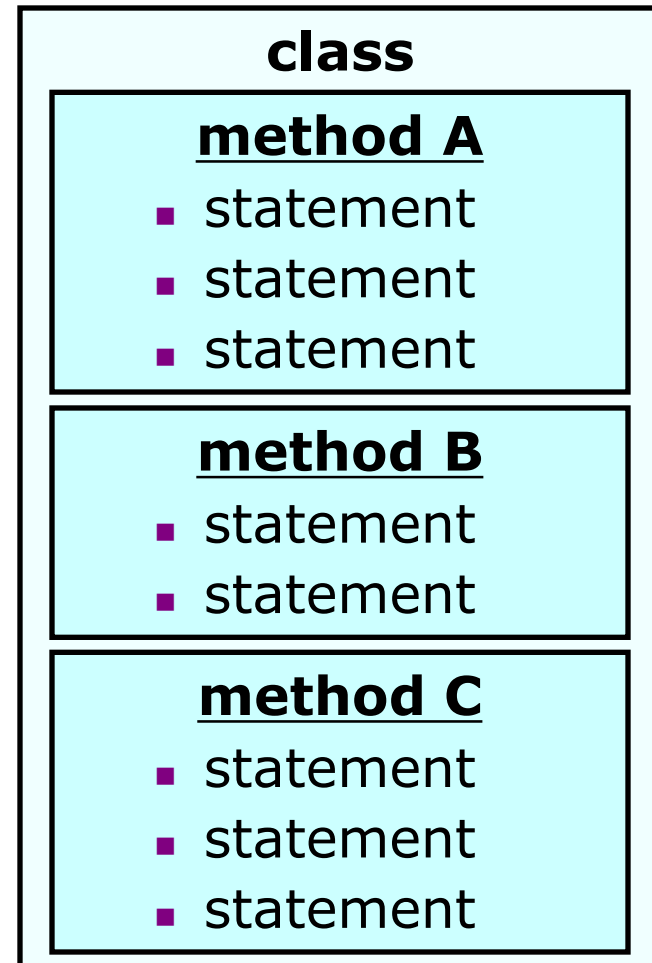 class
method A
statement
statement
statement
method B
statement
statement
method C
statement
statement
statement